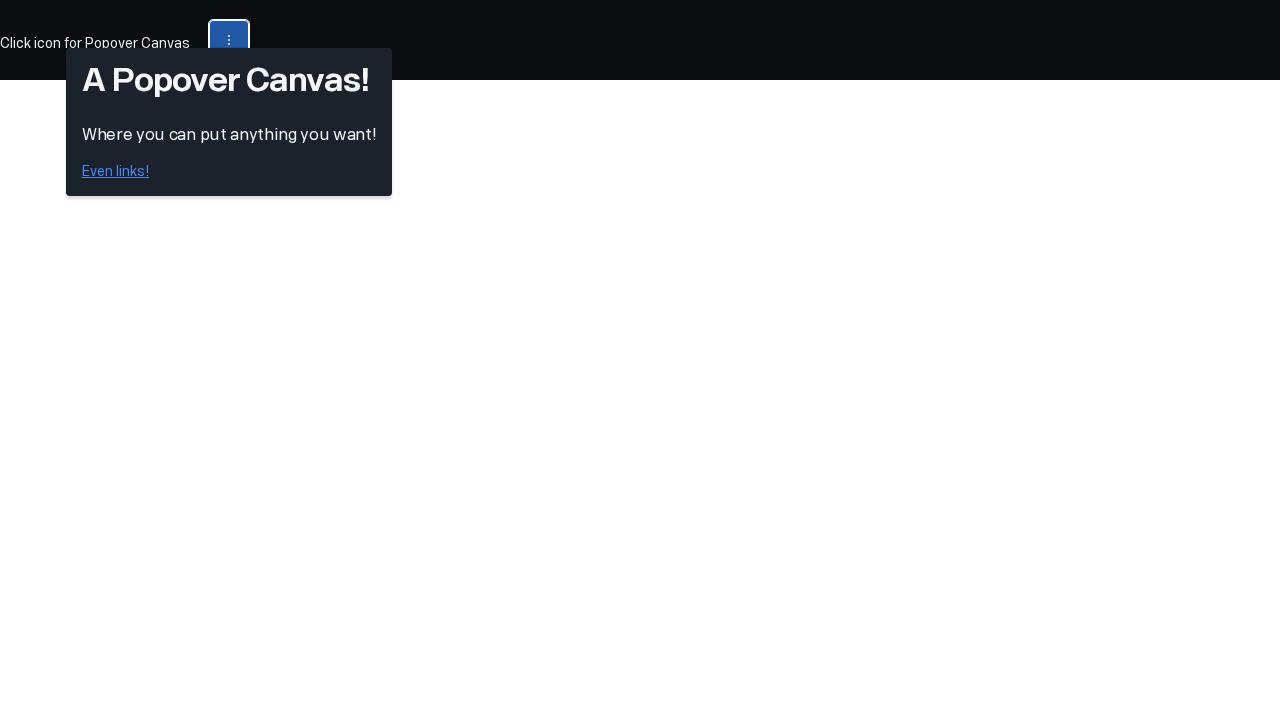 Click icon for Popover Canvas
A Popover Canvas!
Where you can put anything you want!
Even links!